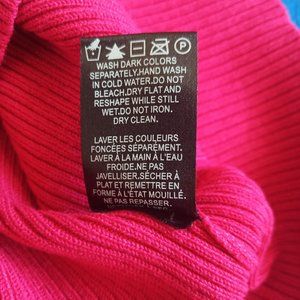 P
WASH DARK COLORS
SEPARATELY.HAND WASH
IN COLD WATER.DO NOT
BLEACH.DRY FLAT AND
RESHAPE WHILE STILL
WET.DO NOT IRON.
DRY CLEAN.
LAVER LES COULEURS
FONCÉES SÉPARÉMENT.
LAVER À LA MAIN À L'EAU
FROIDE.NE PAS
JAVELLISER.SÉCHER À
PLAT ET REMETTRE EN
FORME À L'ÉTAT MOUILLÉ.
NE PAS REPASSER.